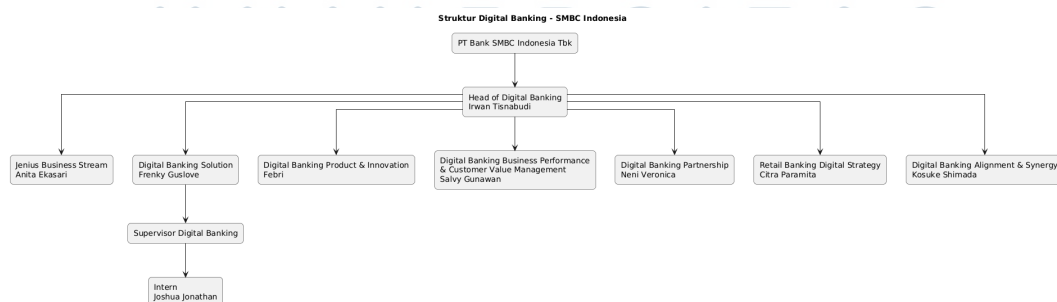 Struktur Digital Banking - SMBC Indonesia
PT Bank SMBC Indonesia Tbk
Head of Digital Banking
Irwan Tisnabudi
Jenius Business Stream
Anita Ekasari
Digital Banking Solution
Frenky Guslove
Digital Banking Product & Innovation
Febri
Digital Banking Business Performance
& Customer Value Management
Salvy Gunawan
Digital Banking Partnership
Neni Veronica
Retail Banking Digital Strategy
Citra Paramita
Digital Banking Alignment & Synergy
Kosuke Shimada
Supervisor Digital Banking
Intern
Joshua Jonathan